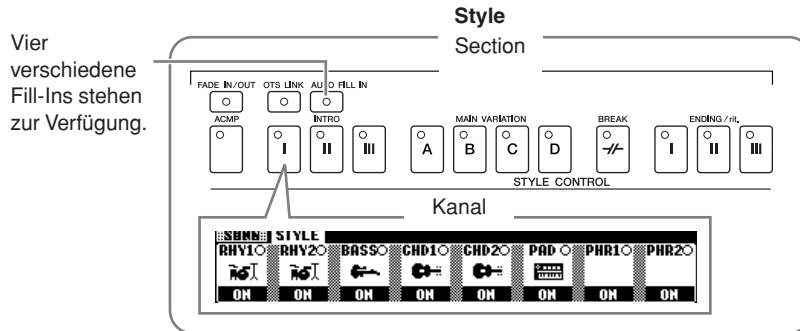 Style
Section
Vier
verschiedene
Fill-Ins stehen
zur Verfügung.
FADE IN/OUT OTS LINK AUTO FILL IN
ACMP INTRO MAIN VARIATION BREAK ENDING / rit.
I II III A B C D I II III
STYLE CONTROL
Kanal
SONG STYLE
RHY1 RHY2 BASS CHD1 CHD2 PAD PHR1 PHR2
ON ON ON ON ON ON ON ON